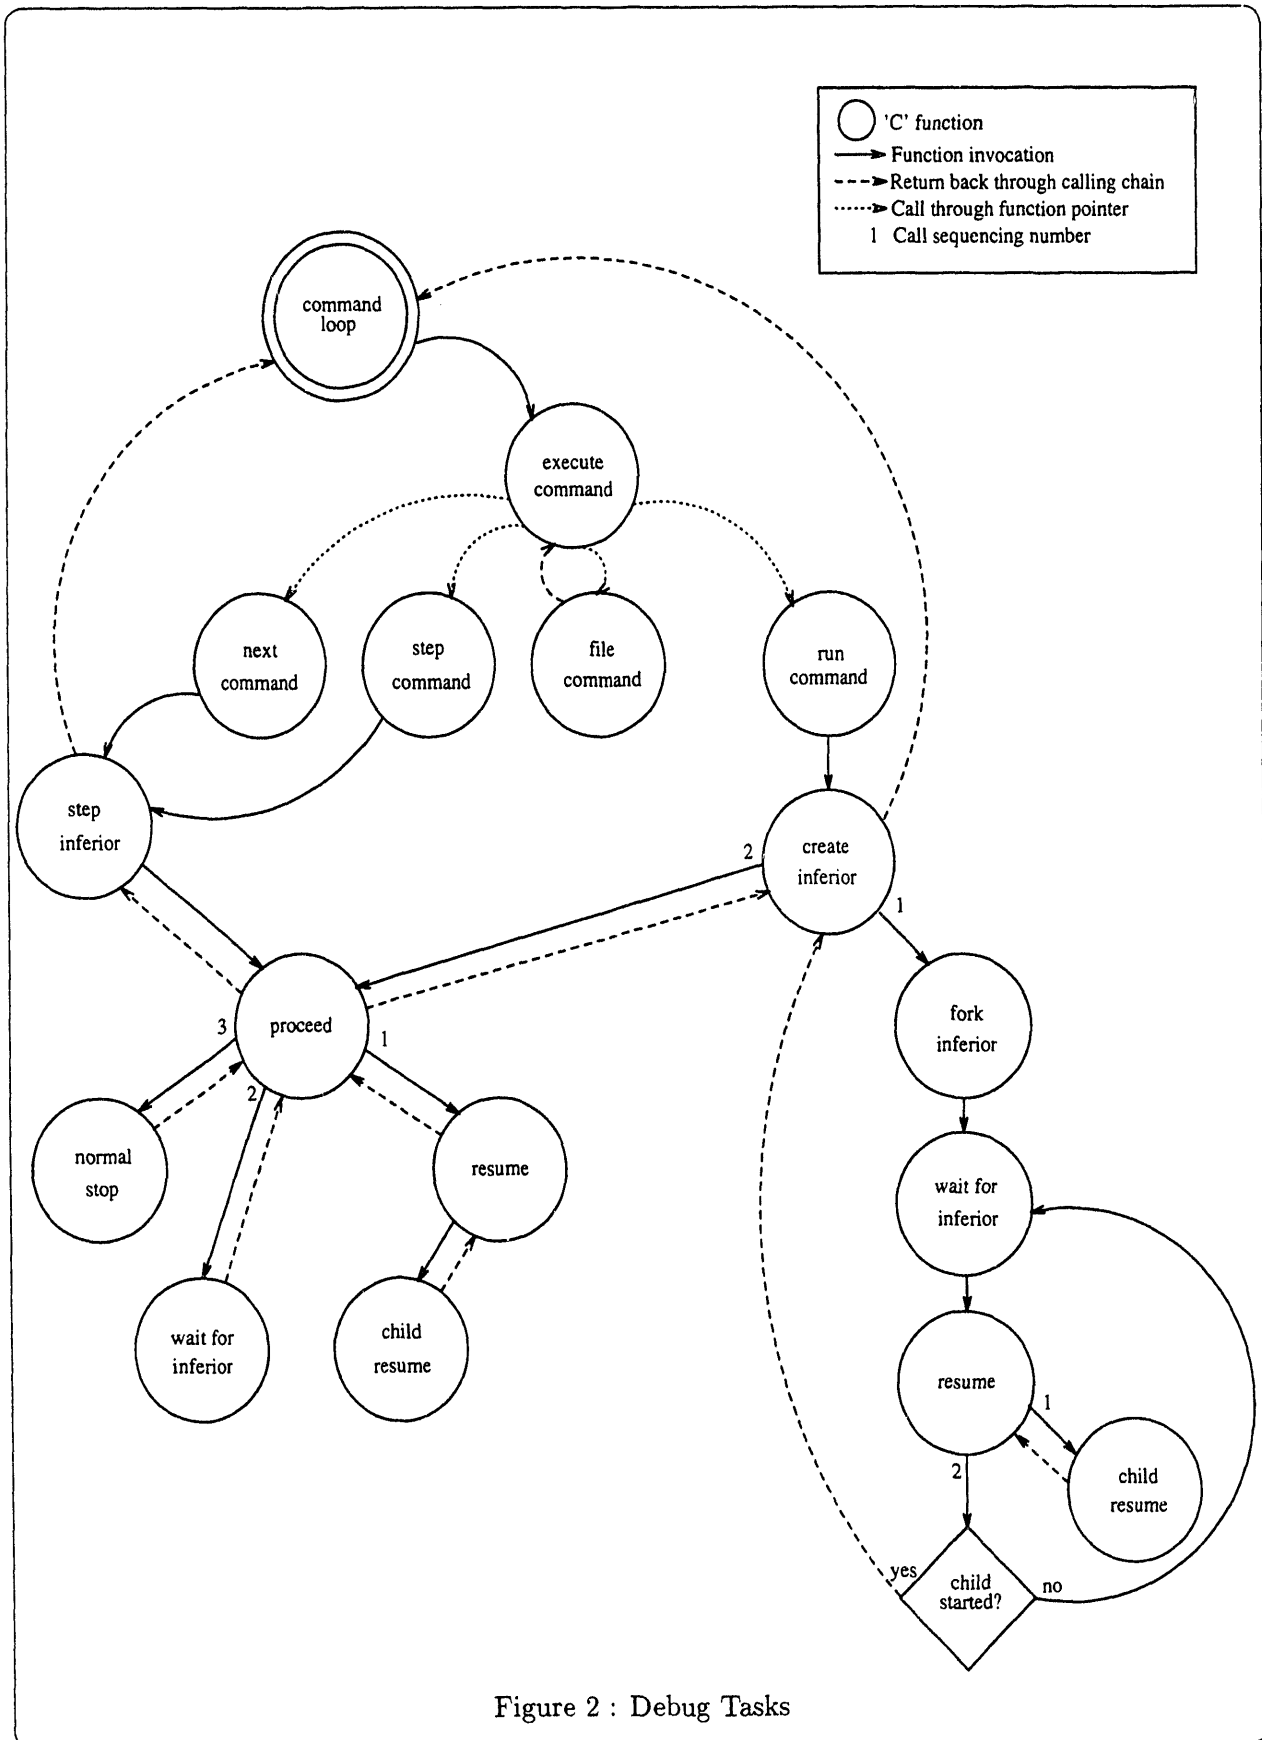 'C' function
Function invocation
Return back through calling chain
Call through function pointer
1 Call sequencing number
command
loop
execute
command
next
command
step
command
file
command
run
command
step
inferior
create
inferior
2
1
fork
inferior
proceed
3
1
2
normal
stop
resume
wait for
inferior
wait for
inferior
child
resume
resume
1
2
child
resume
yes
child
started?
no
Figure 2 : Debug Tasks